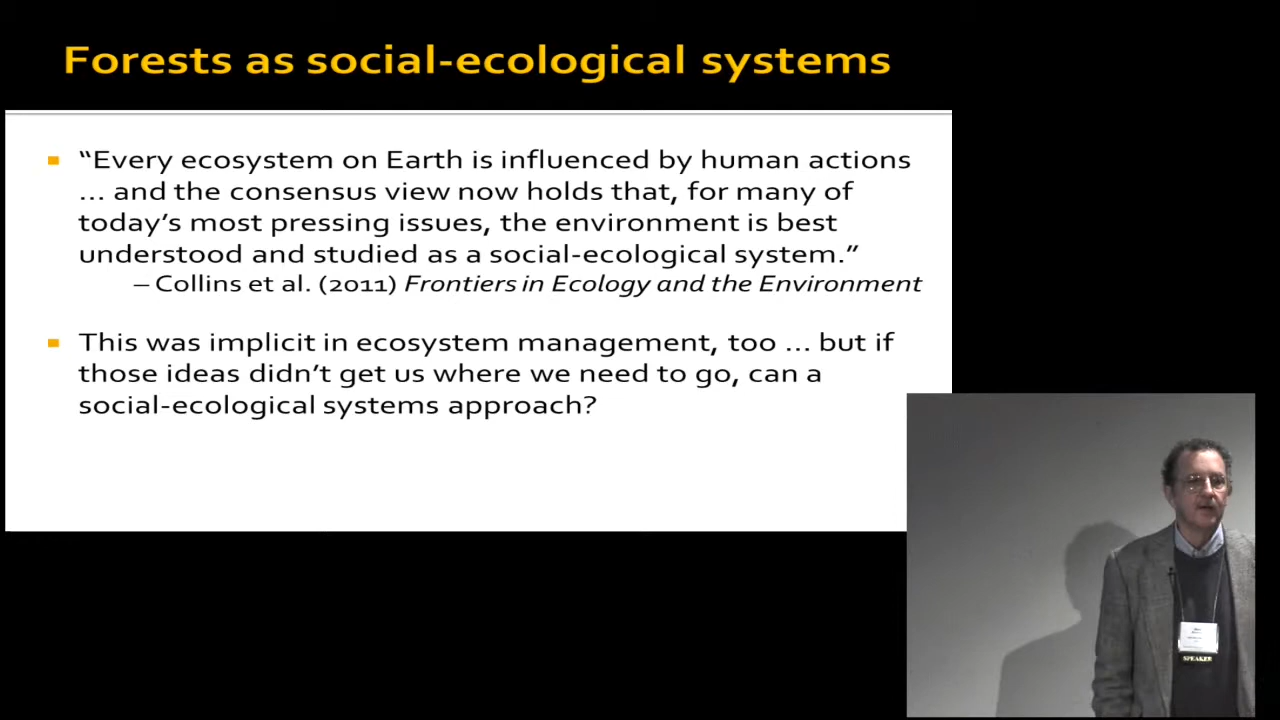 Forests as social-ecological systems
“Every ecosystem on Earth is influenced by human actions
… and the consensus view now holds that, for many of
today’s most pressing issues, the environment is best
understood and studied as a social-ecological system.”
– Collins et al. (2011) Frontiers in Ecology and the Environment
This was implicit in ecosystem management, too … but if
those ideas didn’t get us where we need to go, can a
social-ecological systems approach?
SPEAKER